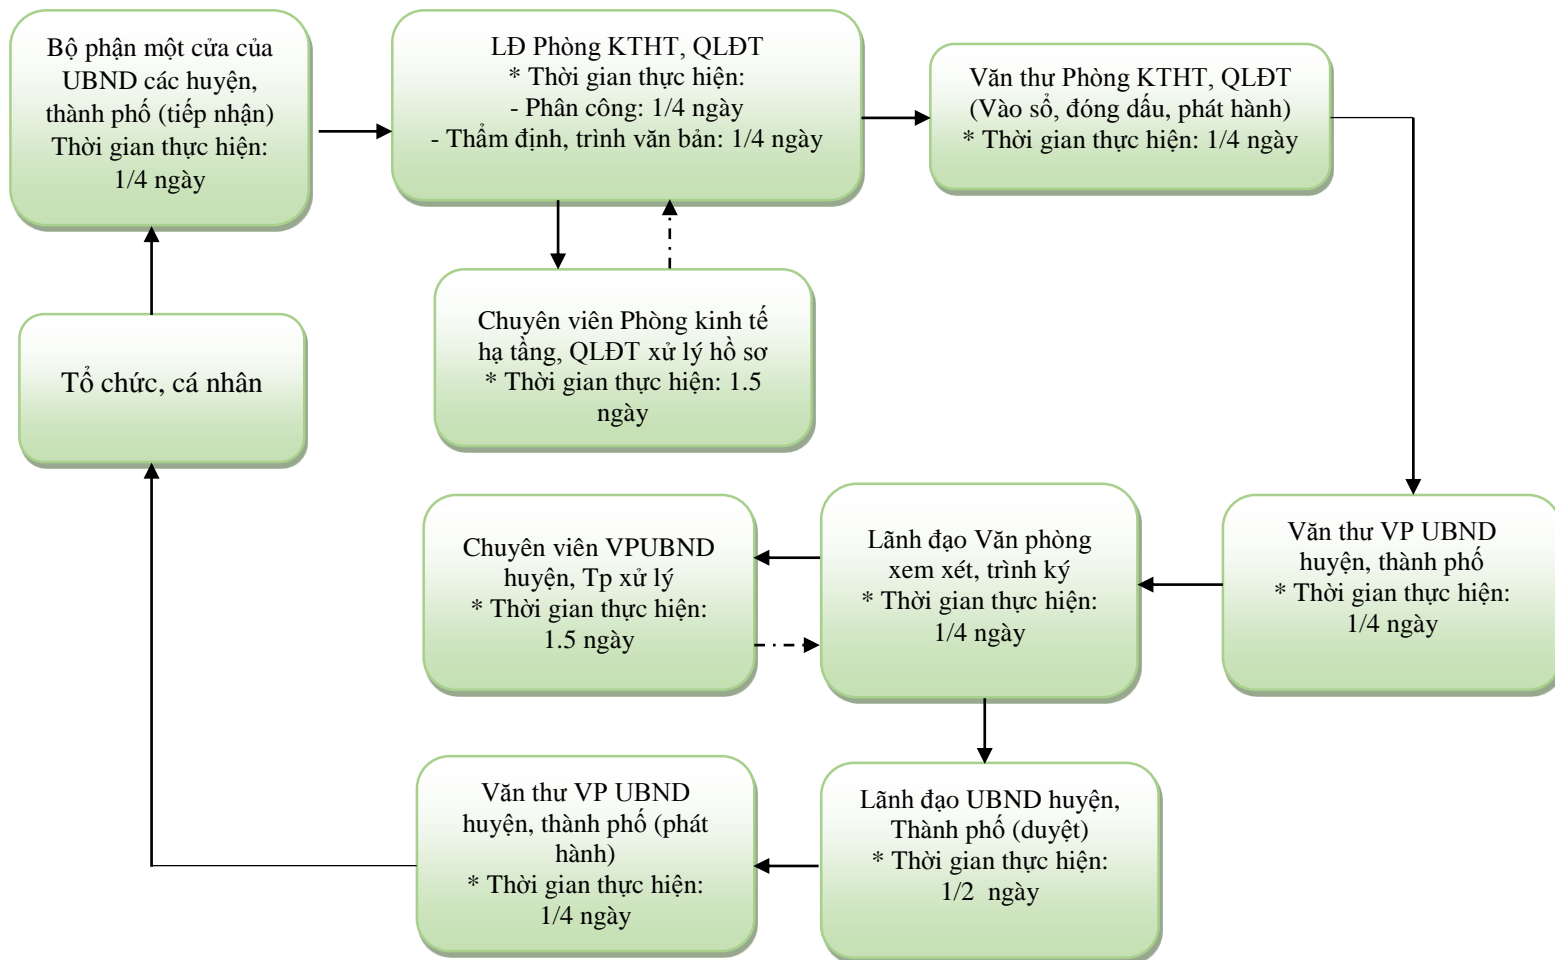 Bộ phận một cửa của
UBND các huyện,
thành phố (tiếp nhận)
Thời gian thực hiện:
1/4 ngày
LĐ Phòng KTHT, QLĐT
* Thời gian thực hiện:
- Phân công: 1/4 ngày
- Thẩm định, trình văn bản: 1/4 ngày
Văn thư Phòng KTHT, QLĐT
(Vào sổ, đóng dấu, phát hành)
* Thời gian thực hiện: 1/4 ngày
Chuyên viên Phòng kinh tế
hạ tầng, QLĐT xử lý hồ sơ
* Thời gian thực hiện: 1.5
ngày
Tổ chức, cá nhân
Chuyên viên VPUBND
huyện, Tp xử lý
* Thời gian thực hiện:
1.5 ngày
Lãnh đạo Văn phòng
xem xét, trình ký
* Thời gian thực hiện:
1/4 ngày
Văn thư VP UBND
huyện, thành phố
* Thời gian thực hiện:
1/4 ngày
Văn thư VP UBND
huyện, thành phố (phát
hành)
* Thời gian thực hiện:
1/4 ngày
Lãnh đạo UBND huyện,
Thành phố (duyệt)
* Thời gian thực hiện:
1/2 ngày